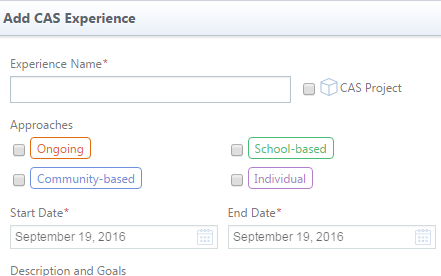 Add CAS Experience
Experience Name*
CAS Project
Approaches
Ongoing School-based
Community-based Individual
Start Date* End Date*
September 19, 2016 September 19, 2016
Description and Goals